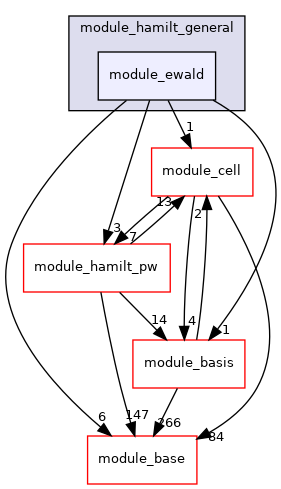 module_hamilt_general
module_ewald
1
module_cell
13
3
7
2
module_hamilt_pw
14
4
1
module_basis
6
147
266
84
module_base